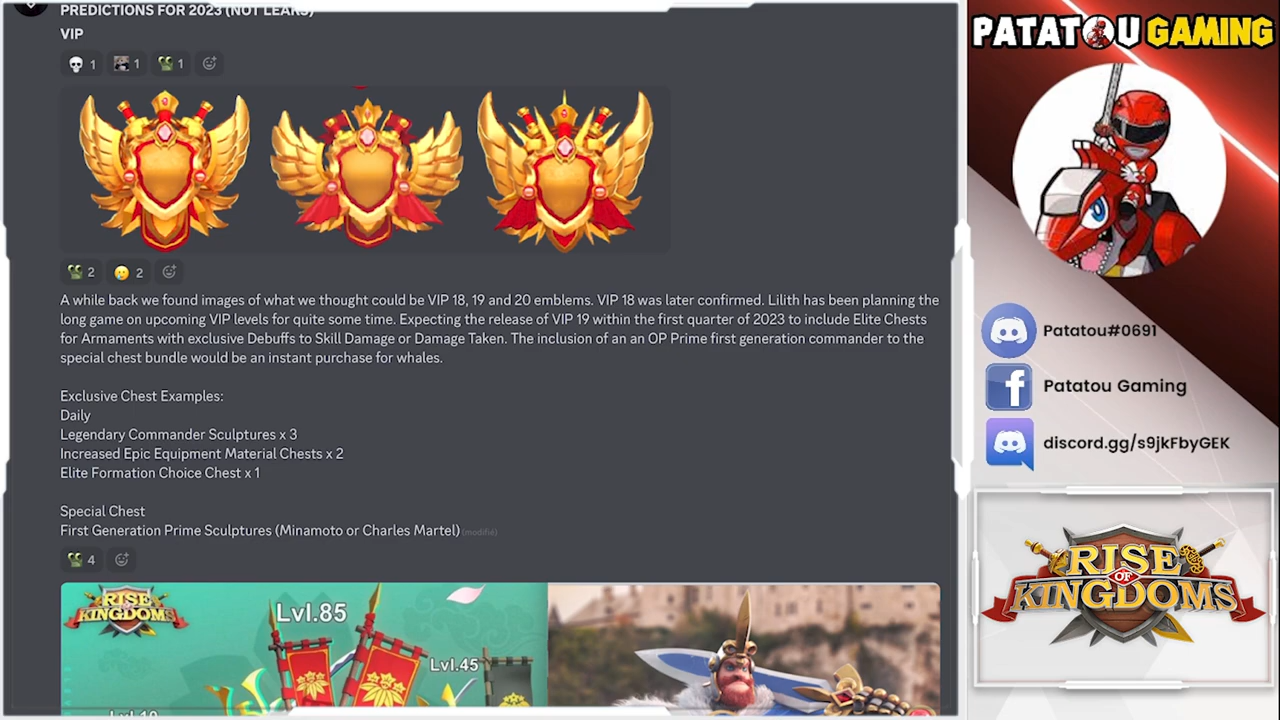 PREDICTIONS FOR 2023 (NOT LEAKS)
VIP
1
1
1
2
2
A while back we found images of what we thought could be VIP 18, 19 and 20 emblems. VIP 18 was later confirmed. Lilith has been planning the
long game on upcoming VIP levels for quite some time. Expecting the release of VIP 19 within the first quarter of 2023 to include Elite Chests
for Armaments with exclusive Debuffs to Skill Damage or Damage Taken. The inclusion of an an OP Prime first generation commander to the
special chest bundle would be an instant purchase for whales.
Exclusive Chest Examples:
Daily
Legendary Commander Sculptures x 3
Increased Epic Equipment Material Chests x 2
Elite Formation Choice Chest x 1
Special Chest
First Generation Prime Sculptures (Minamoto or Charles Martel) (modifié)
4
RISE OF KINGDOMS
Lvl.85
Lvl.45
Lvl.10
PATATOU GAMING
Patatou#0691
Patatou Gaming
discord.gg/s9jkFbyGEK
RISE
OF
KINGDOMS